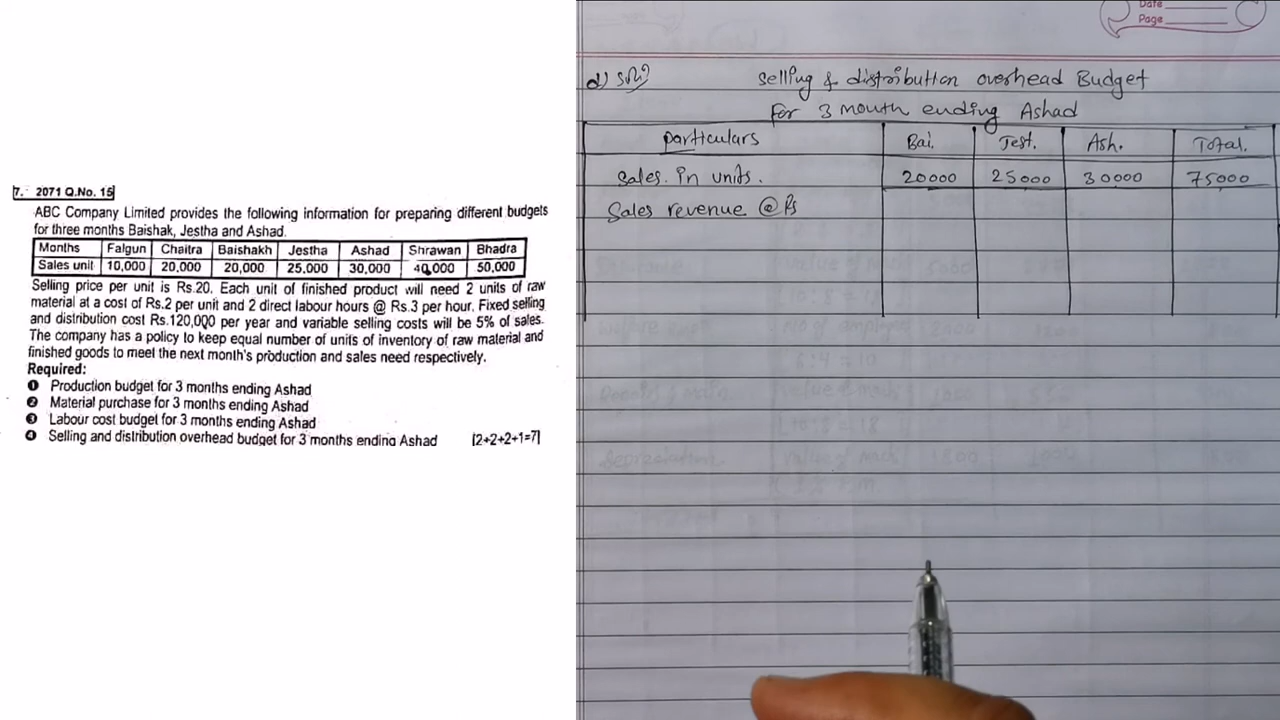 7. 2071 Q.No. 15
ABC Company Limited provides the following information for preparing different budgets
for three months Baishak, Jestha and Ashad.
Months Falgun Chaitra Baishakh Jestha Ashad Shrawan Bhadra
Sales unit 10,000 20,000 20,000 25,000 30,000 40,000 50,000
Selling price per unit is Rs.20. Each unit of finished product will need 2 units of raw
material at a cost of Rs.2 per unit and 2 direct labour hours @ Rs.3 per hour. Fixed selling
and distribution cost Rs.120,000 per year and variable selling costs will be 5% of sales.
The company has a policy to keep equal number of units of inventory of raw material and
finished goods to meet the next month's production and sales need respectively.
Required:
1 Production budget for 3 months ending Ashad
2 Material purchase for 3 months ending Ashad
3 Labour cost budget for 3 months ending Ashad
4 Selling and distribution overhead budget for 3 months ending Ashad [2+2+2+1=7]
Date
Page
d) Soln
Selling & distribution overhead Budget
For 3 mouth ending Ashad
particulars Bai. Jest. Ash. Total.
Sales. in units. 20000 25000 30000 75000
Sales revenue @ Rs